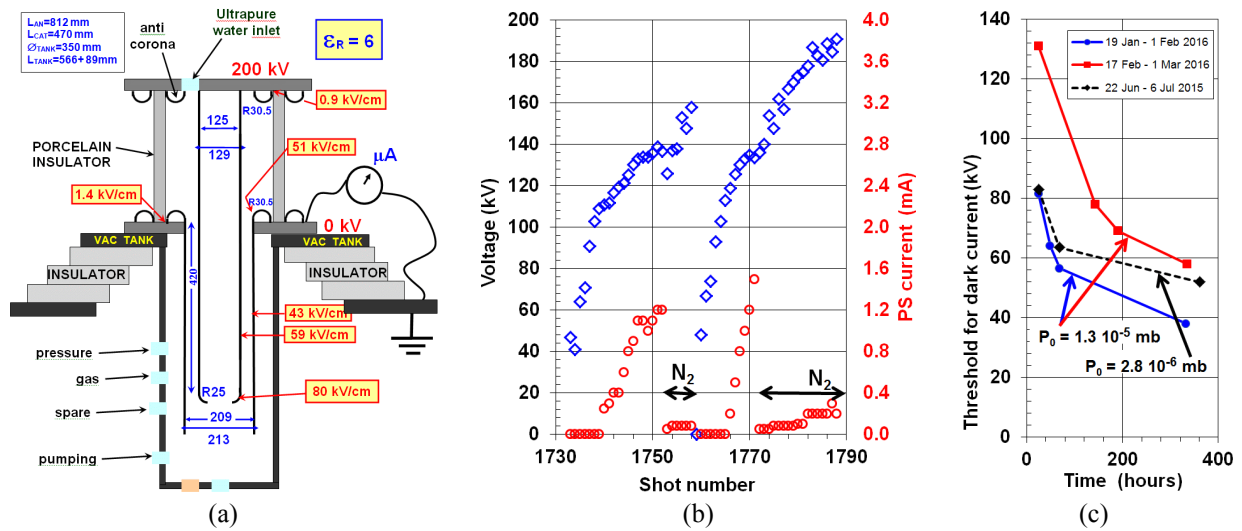 L_AN=812 mm
L_CAT=470 mm
Ø_TANK=350 mm
L_TANK=566+89mm
anti
corona
Ultrapure
water inlet
ε_R = 6
200 kV
0.9 kV/cm
R30.5
125
129
PORCELAIN
INSULATOR
51 kV/cm
µA
1.4 kV/cm
R30.5
0 kV
VAC TANK
VAC TANK
INSULATOR
INSULATOR
420
43 kV/cm
59 kV/cm
80 kV/cm
pressure
gas
spare
pumping
R25
209
213
(a)
Voltage (kV)
200
180
160
140
120
100
80
60
40
20
0
4.0
3.6
3.2
2.8
2.4
2.0
1.6
1.2
0.8
0.4
0.0
PS current (mA)
N2
N2
1730
1750
1770
1790
Shot number
(b)
Threshold for dark current (kV)
140
120
100
80
60
40
20
0
19 Jan - 1 Feb 2016
17 Feb - 1 Mar 2016
22 Jun - 6 Jul 2015
P0 = 1.3 10^-5 mb
P0 = 2.8 10^-6 mb
0
200
400
Time (hours)
(c)